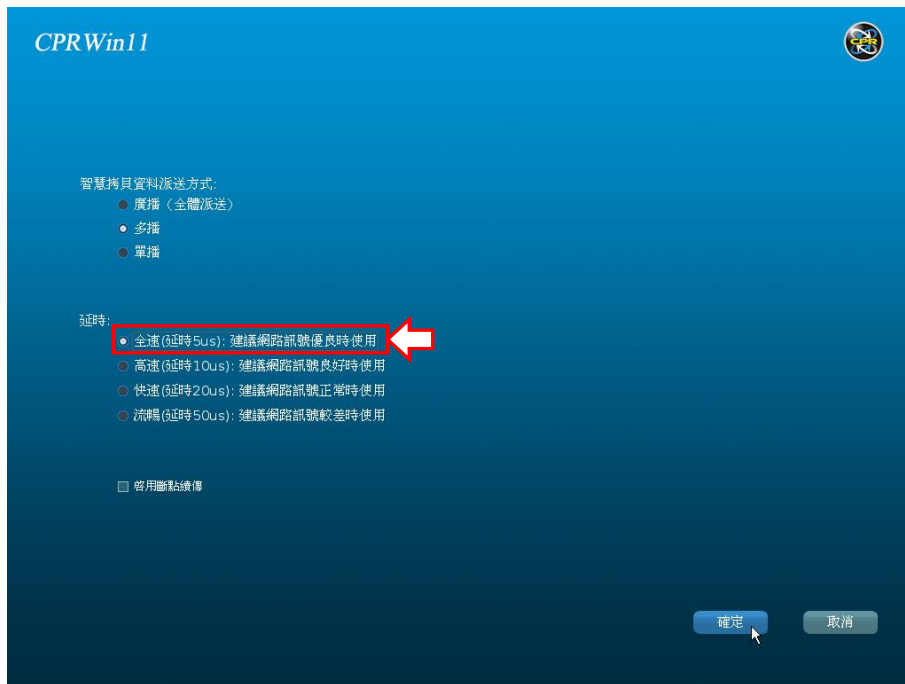 CPRWin11
CPR
智慧拷貝資料派送方式:
廣播（全體派送）
多播
單播
延時:
全速(延時5us): 建議網路訊號優良時使用
高速(延時10us): 建議網路訊號良好時使用
快速(延時20us): 建議網路訊號正常時使用
流暢(延時50us): 建議網路訊號較差時使用
啓用斷點續傳
確定
取消